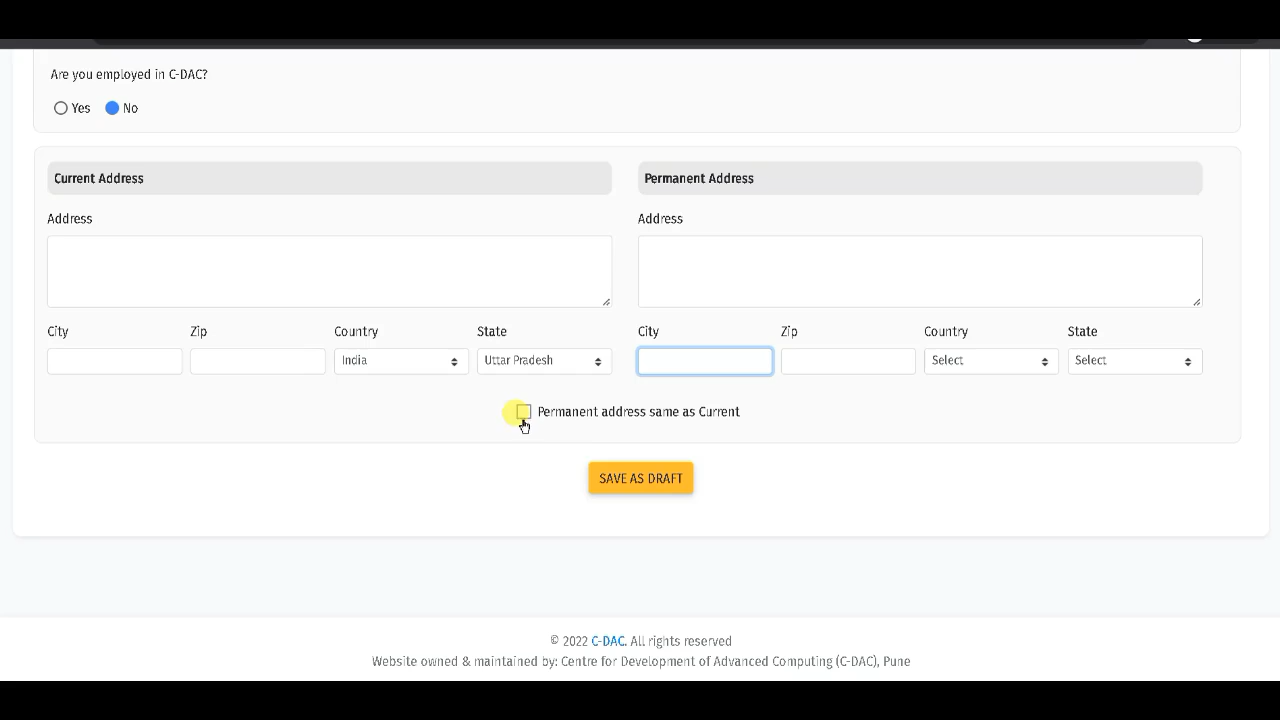 Are you employed in C-DAC?
Yes No
Current Address Permanent Address
Address Address
City Zip Country State City Zip Country State
India Uttar Pradesh Select Select
Permanent address same as Current
SAVE AS DRAFT
© 2022 C-DAC. All rights reserved
Website owned & maintained by: Centre for Development of Advanced Computing (C-DAC), Pune